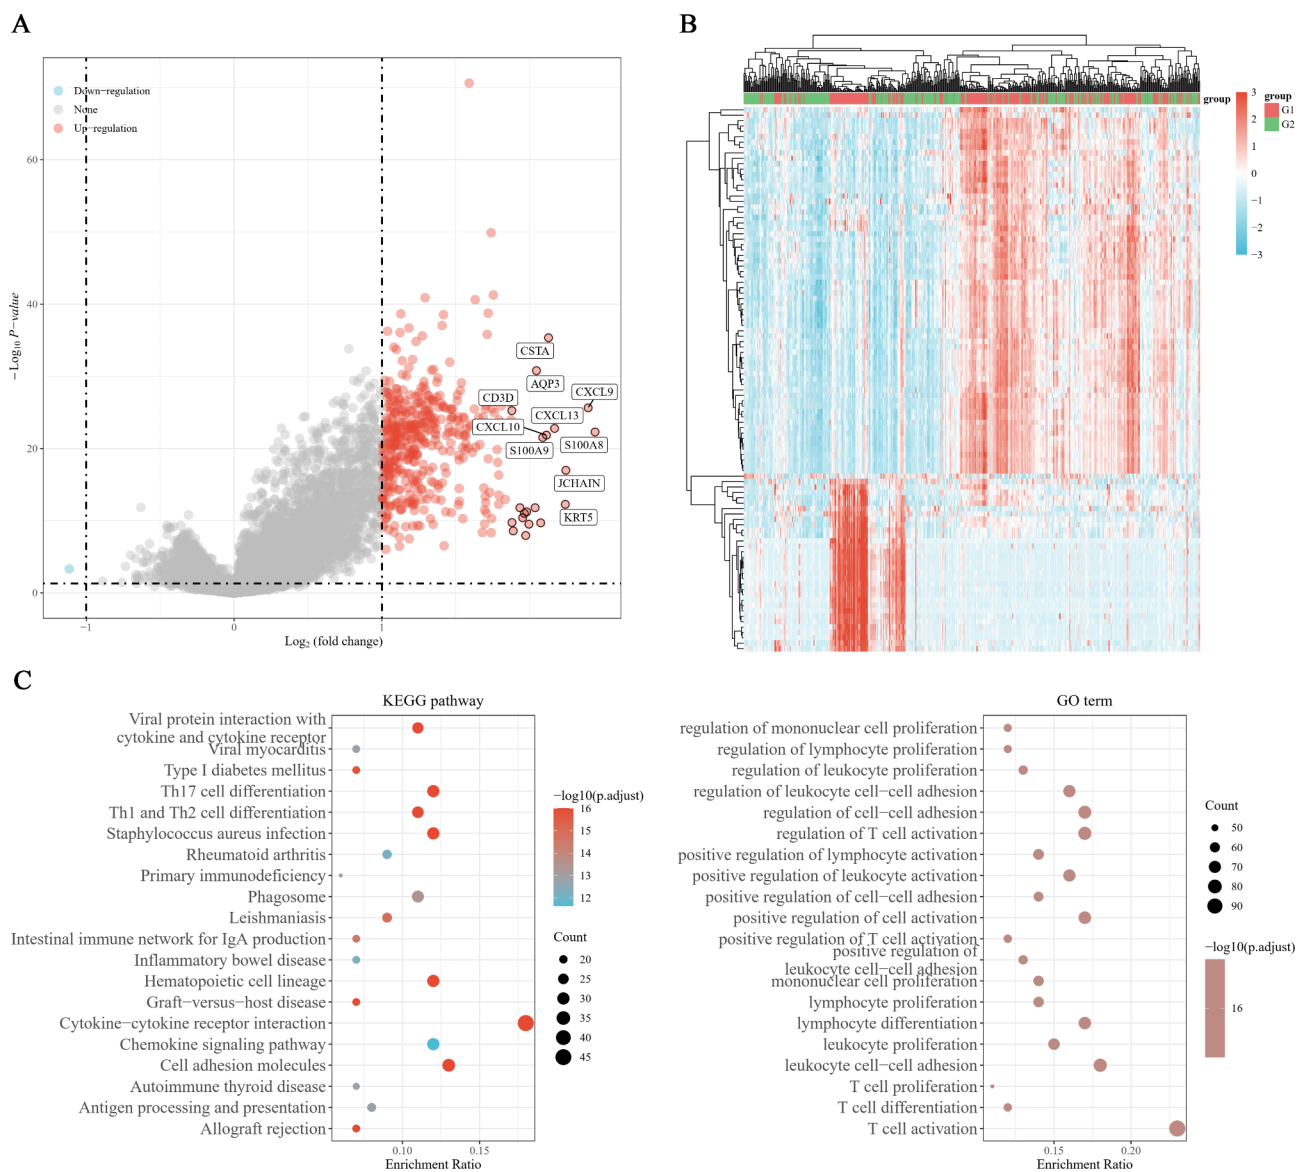 A
Down−regulation
None
Up−regulation
60
40
20
0
−Log10 P−value
−1
0
1
Log2 (fold change)
CSTA
AQP3
CXCL9
CD3D
CXCL13
CXCL10
S100A9
S100A8
JCHAIN
KRT5
B
group
3
2
1
0
−1
−2
−3
group
G1
G2
C
KEGG pathway
Viral protein interaction with
cytokine and cytokine receptor
Viral myocarditis
Type I diabetes mellitus
Th17 cell differentiation
Th1 and Th2 cell differentiation
Staphylococcus aureus infection
Rheumatoid arthritis
Primary immunodeficiency
Phagosome
Leishmaniasis
Intestinal immune network for IgA production
Inflammatory bowel disease
Hematopoietic cell lineage
Graft−versus−host disease
Cytokine−cytokine receptor interaction
Chemokine signaling pathway
Cell adhesion molecules
Autoimmune thyroid disease
Antigen processing and presentation
Allograft rejection
0.10
0.15
Enrichment Ratio
−log10(p.adjust)
16
15
14
13
12
Count
20
25
30
35
40
45
GO term
regulation of mononuclear cell proliferation
regulation of lymphocyte proliferation
regulation of leukocyte proliferation
regulation of leukocyte cell−cell adhesion
regulation of cell−cell adhesion
regulation of T cell activation
positive regulation of lymphocyte activation
positive regulation of leukocyte activation
positive regulation of cell−cell adhesion
positive regulation of cell activation
positive regulation of T cell activation
positive regulation of
leukocyte cell−cell adhesion
mononuclear cell proliferation
lymphocyte proliferation
lymphocyte differentiation
leukocyte proliferation
leukocyte cell−cell adhesion
T cell proliferation
T cell differentiation
T cell activation
0.15
0.20
Enrichment Ratio
Count
50
60
70
80
90
−log10(p.adjust)
16